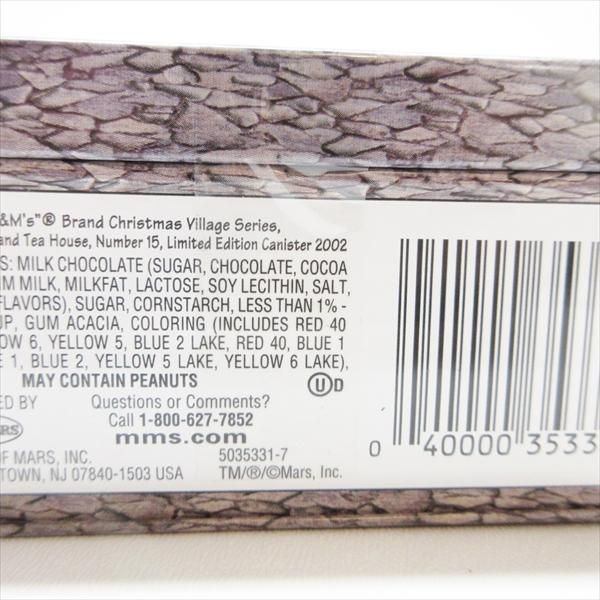 &M's"® Brand Christmas Village Series,
and Tea House, Number 15, Limited Edition Canister 2002
S: MILK CHOCOLATE (SUGAR, CHOCOLATE, COCOA
IM MILK, MILKFAT, LACTOSE, SOY LECITHIN, SALT,
FLAVORS), SUGAR, CORNSTARCH, LESS THAN 1% -
UP, GUM ACACIA, COLORING (INCLUDES RED 40
OW 6, YELLOW 5, BLUE 2 LAKE, RED 40, BLUE 1
E 1, BLUE 2, YELLOW 5 LAKE, YELLOW 6 LAKE),
MAY CONTAIN PEANUTS
U D
ED BY
Questions or Comments?
Call 1-800-627-7852
mms.com
RS
OF MARS, INC.
5035331-7
TOWN, NJ 07840-1503 USA
TM/®/©Mars, Inc.
0 40000 3533